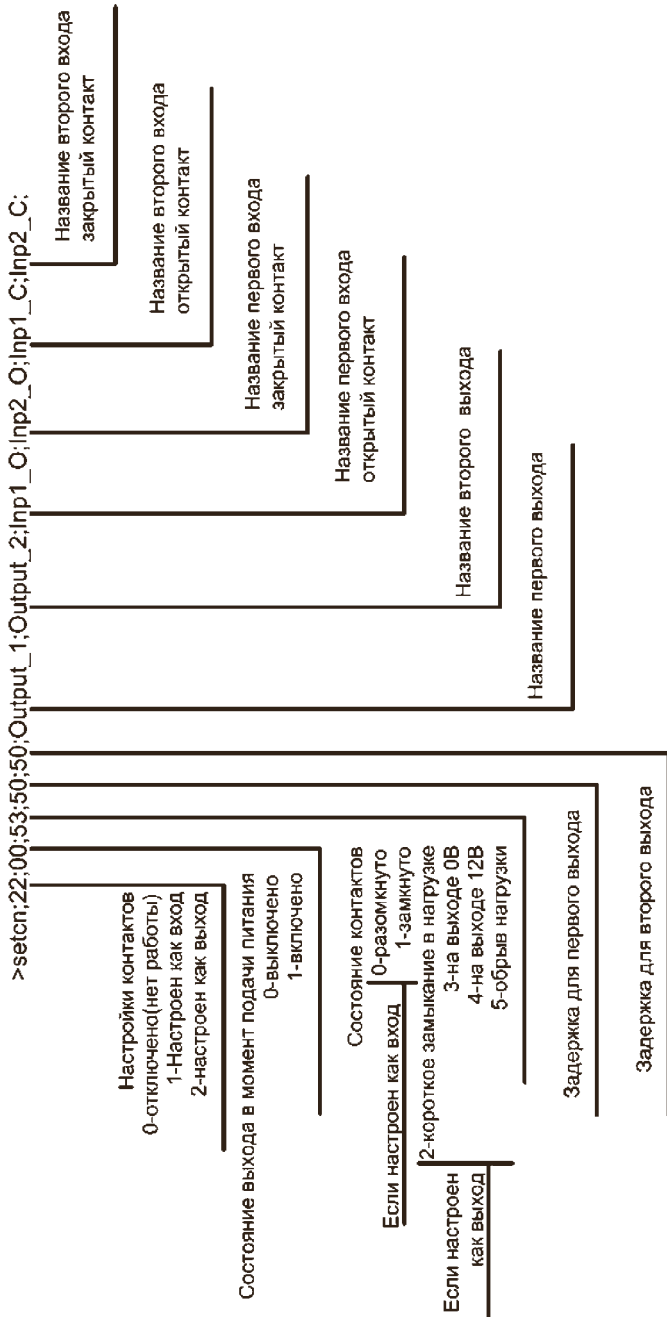 >setcn;22;00;53;50;50;Output_1;Output_2;Inp1_O;Inp2_O;Inp1_C;Inp2_C;
Настройки контактов
0-отключено(нет работы)
1-Настроен как вход
2-настроен как выход
Состояние выхода в момент подачи питания
0-выключено
1-включено
Состояние контактов
Если настроен как вход
0-разомкнуто
1-замкнуто
Если настроен
как выход
2-короткое замыкание в нагрузке
3-на выходе 0В
4-на выходе 12В
5-обрыв нагрузки
Задержка для первого выхода
Задержка для второго выхода
Название второго входа
закрытый контакт
Название второго входа
открытый контакт
Название первого входа
закрытый контакт
Название первого входа
открытый контакт
Название второго выхода
Название первого выхода